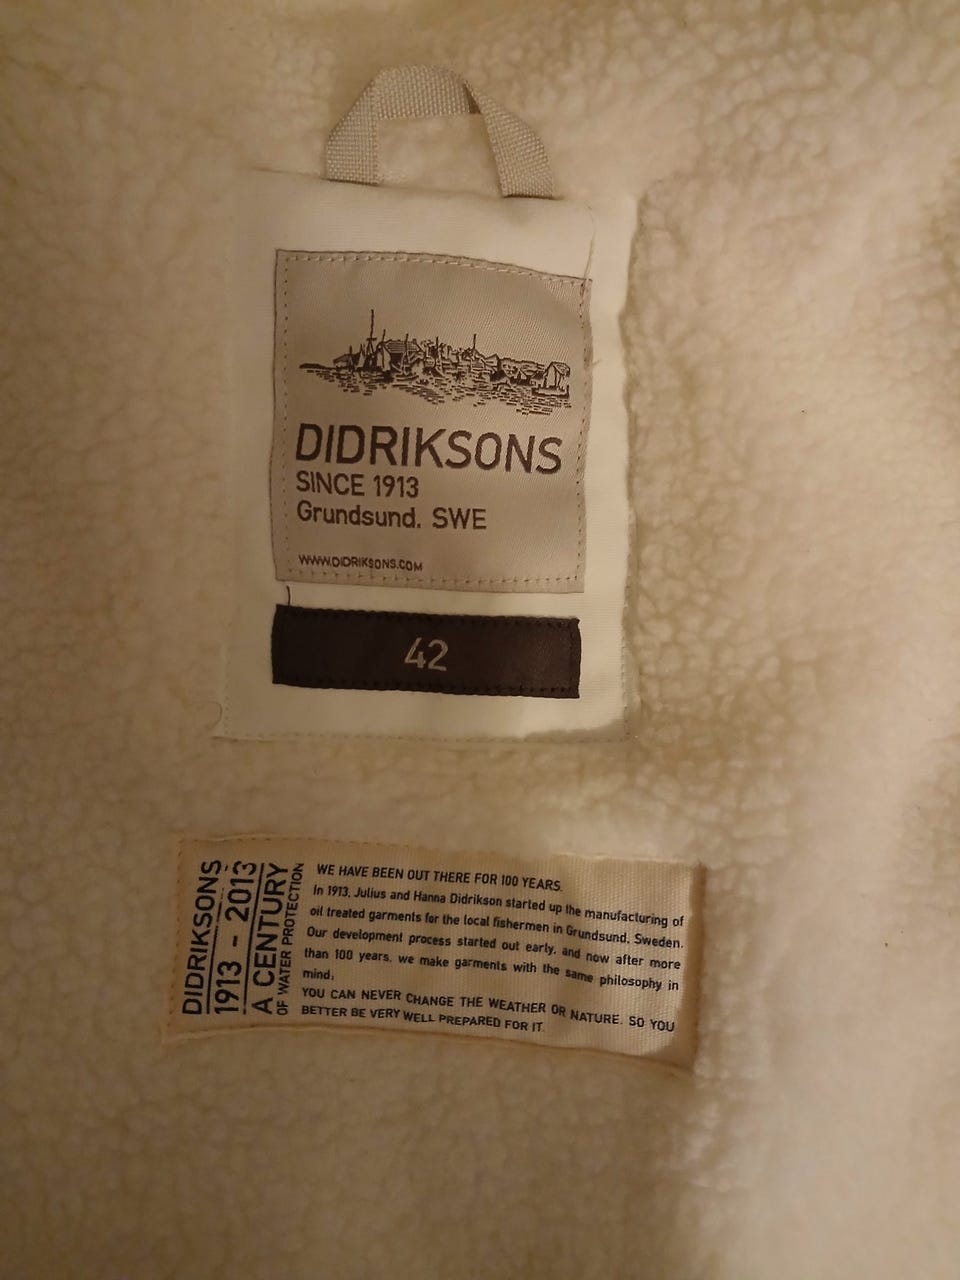 DIDRIKSONS
SINCE 1913
Grundsund. SWE
WWW.DIDRIKSONS.COM
42
DIDRIKSONS
1913 - 2013
A CENTURY
OF WATER PROTECTION
WE HAVE BEEN OUT THERE FOR 100 YEARS.
In 1913, Julius and Hanna Didrikson started up the manufacturing of
oil treated garments for the local fishermen in Grundsund, Sweden.
Our development process started out early, and now after more
than 100 years, we make garments with the same philosophy in
mind;
YOU CAN NEVER CHANGE THE WEATHER OR NATURE. SO YOU
BETTER BE VERY WELL PREPARED FOR IT.